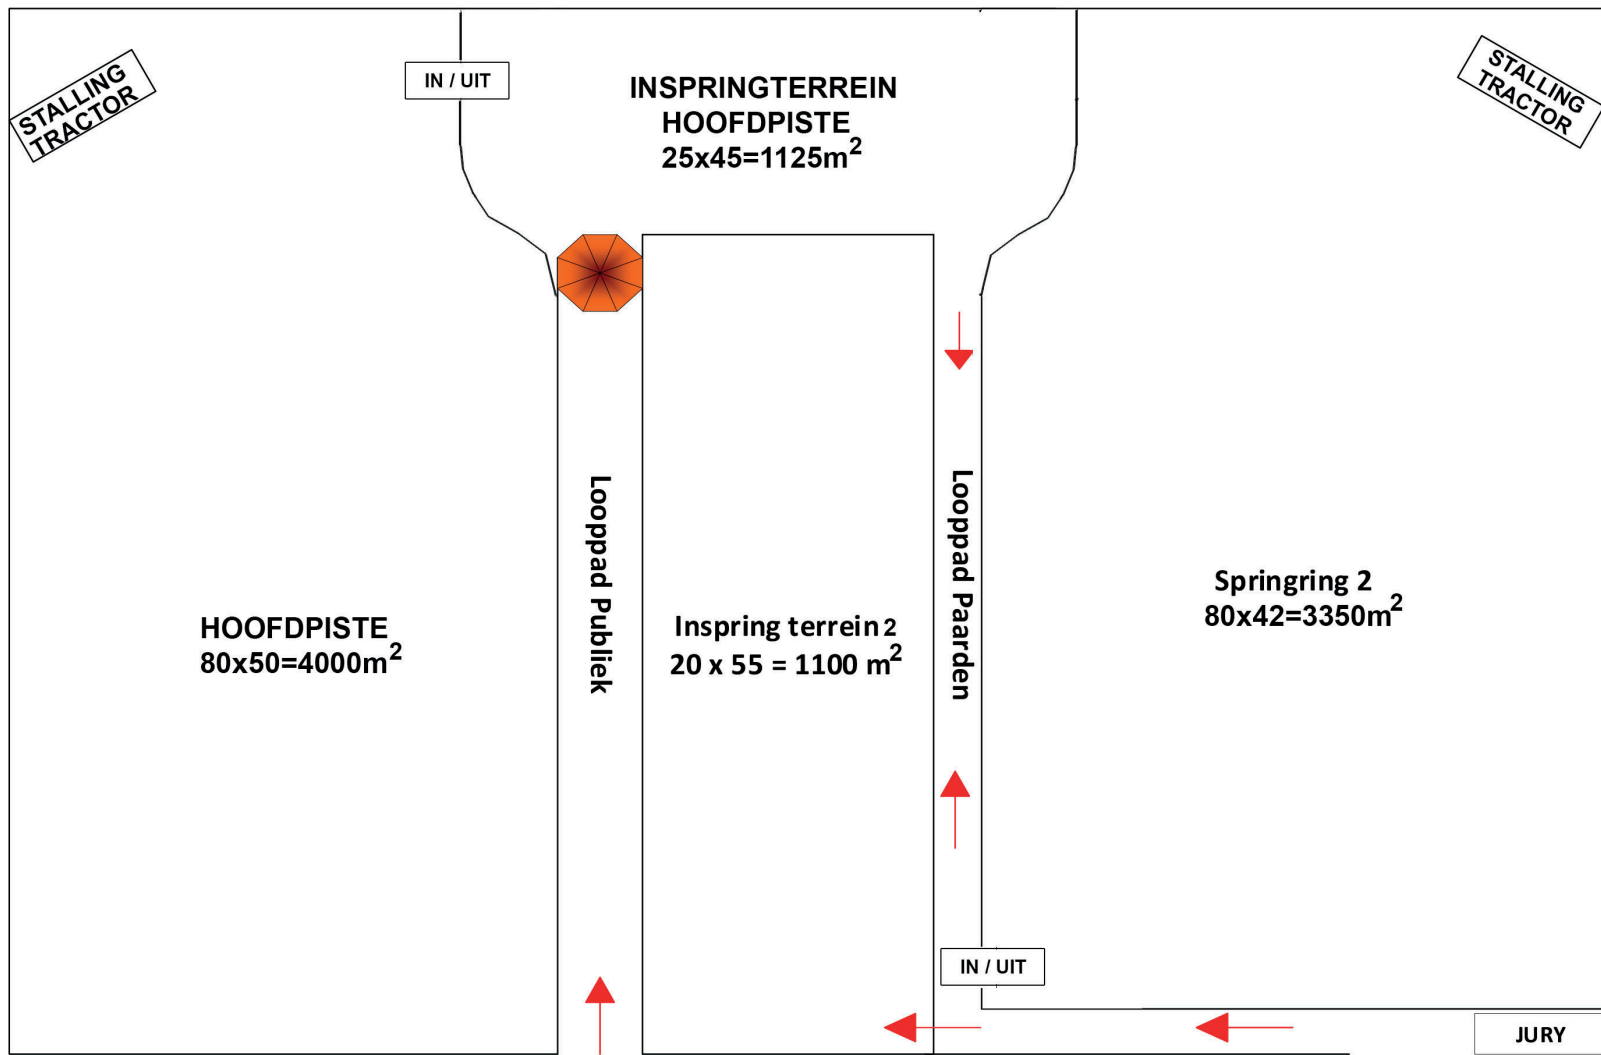 STALLING
TRACTOR
IN / UIT
INSPRINGTERREIN
HOOFDPISTE
25x45=1125m²
STALLING
TRACTOR
HOOFDPISTE
80x50=4000m²
Looppad Publiek
Inspring terrein 2
20 x 55 = 1100 m²
Looppad Paarden
Springring 2
80x42=3350m²
IN / UIT
JURY